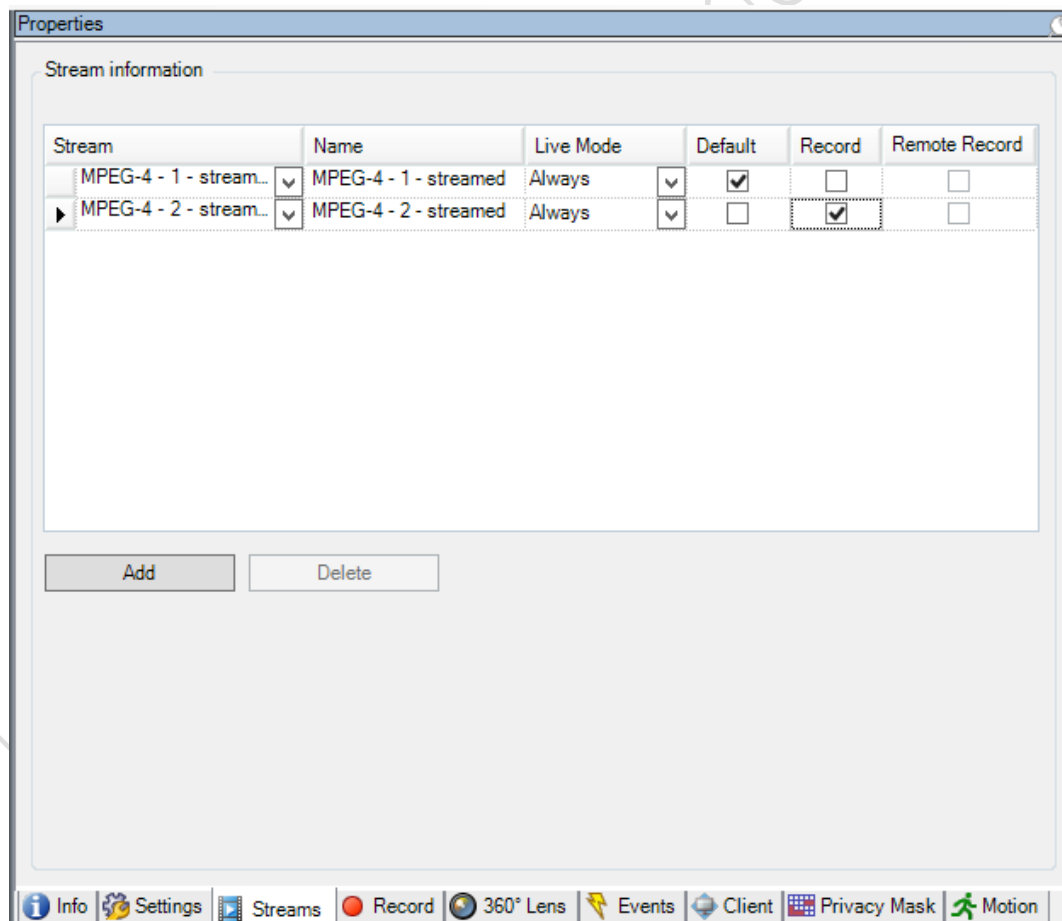 Properties
Stream information
Stream Name Live Mode Default Record Remote Record
MPEG-4 - 1 - stream... MPEG-4 - 1 - streamed Always
MPEG-4 - 2 - stream... MPEG-4 - 2 - streamed Always
Add Delete
Info Settings Streams Record 360° Lens Events Client Privacy Mask Motion